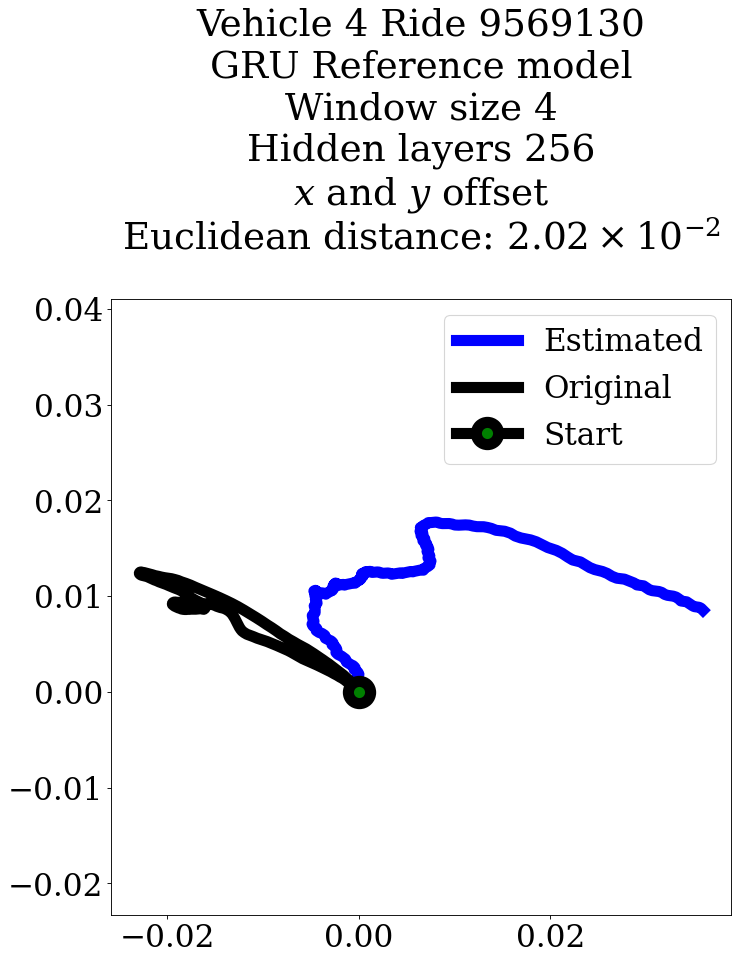 Vehicle 4 Ride 9569130
GRU Reference model
Window size 4
Hidden layers 256
x and y offset
Euclidean distance: 2.02 × 10⁻²
Estimated
Original
Start
0.04
0.03
0.02
0.01
0.00
−0.01
−0.02
−0.02 0.00 0.02